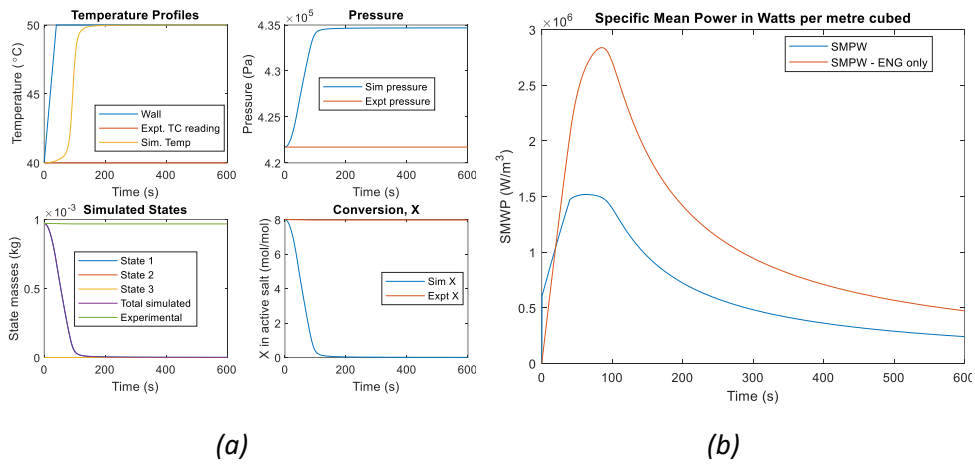 Temperature Profiles
50
45
40
Temperature (°C)
Wall
Expt. TC reading
Sim. Temp
0 200 400 600
Time (s)
×10^5 Pressure
4.35
4.3
4.25
4.2
Pressure (Pa)
Sim pressure
Expt pressure
0 200 400 600
Time (s)
×10^-3 Simulated States
1
0.5
0
State masses (kg)
State 1
State 2
State 3
Total simulated
Experimental
0 200 400 600
Time (s)
Conversion, X
8
6
4
2
0
X in active salt (mol/mol)
Sim X
Expt X
0 200 400 600
Time (s)
(a)
Specific Mean Power in Watts per metre cubed
×10^6
3
2.5
2
1.5
1
0.5
0
SMWP (W/m^3)
SMPW
SMPW - ENG only
0 100 200 300 400 500 600
Time (s)
(b)